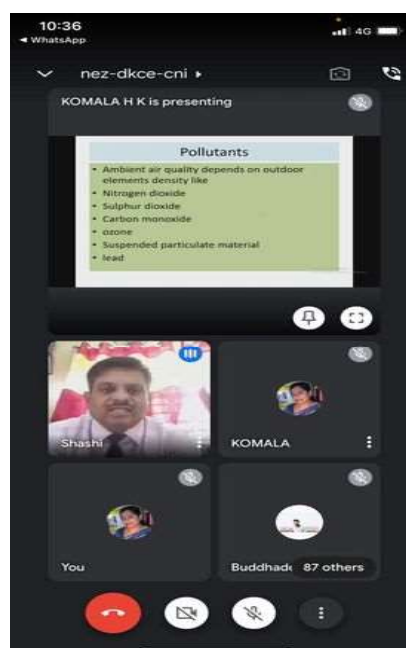 10:36
4G
◄ WhatsApp
nez-dkce-cni ▸
KOMALA H K is presenting
Pollutants
• Ambient air quality depends on outdoor
elements density like
• Nitrogen dioxide
• Sulphur dioxide
• Carbon monoxide
• ozone
• Suspended particulate material
• lead
Shashi
KOMALA
You
Buddhade
87 others